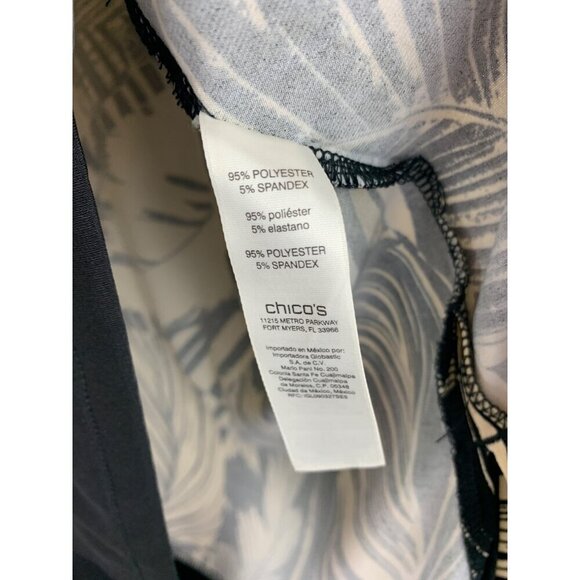 95% POLYESTER
5% SPANDEX
95% poliéster
5% elastano
95% POLYESTER
5% SPANDEX
chico's
11215 METRO PARKWAY
FORT MYERS, FL 33966
Importado en México por:
Importadora Globastic
S.A. de C.V.
Mario Pani No. 200
Colonia Santa Fe Cuajimalpa
Delegación Cuajimalpa
de Morelos, C.P. 05348
Ciudad de México, México
RFC: IGL090327SE9